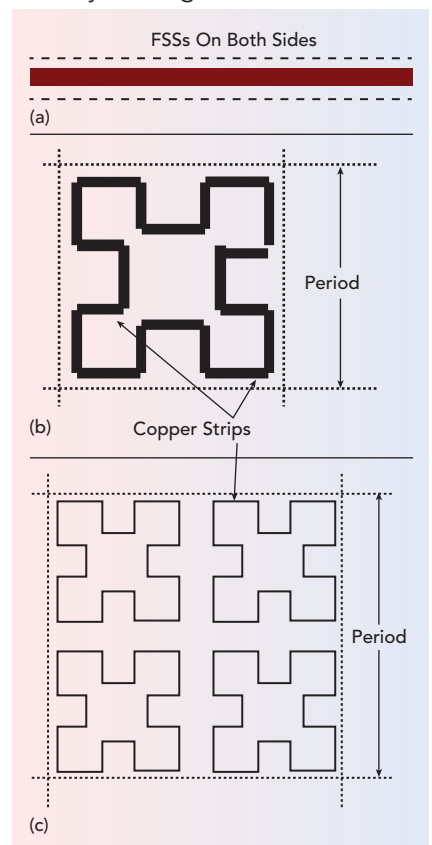 FSSs On Both Sides
(a)
Period
(b)
Copper Strips
Period
(c)